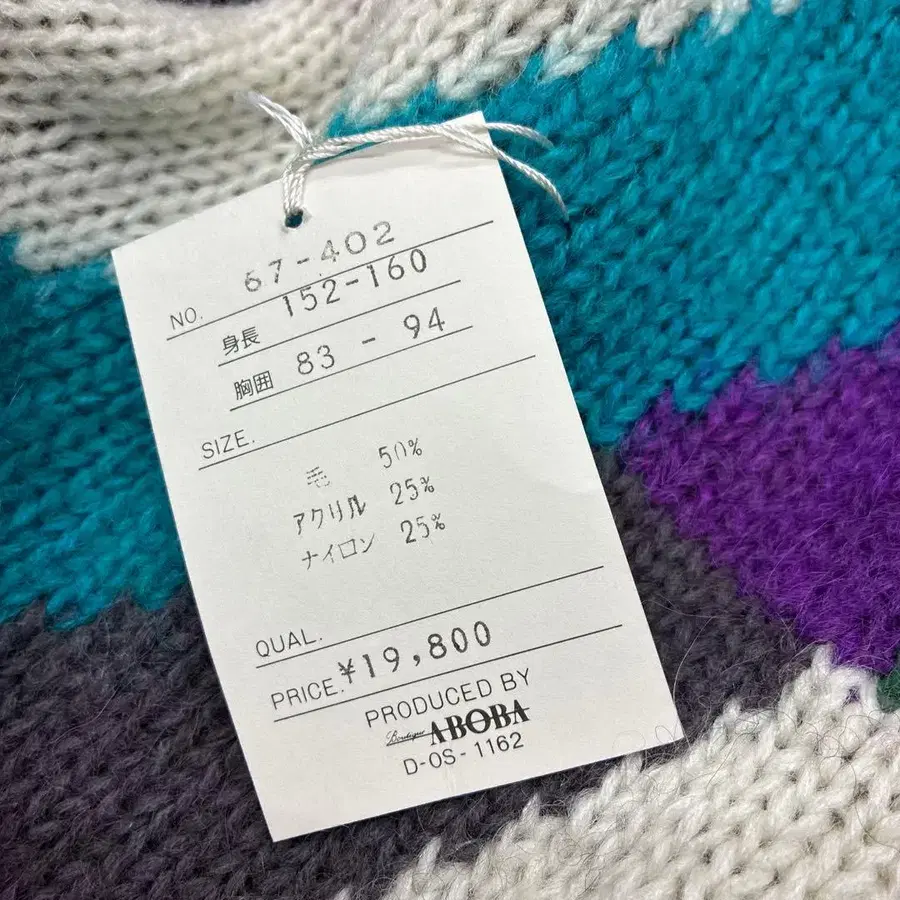 NO. 67-402
身長 152-160
胸囲 83 - 94
SIZE.
毛 50%
アクリル 25%
ナイロン 25%
QUAL.
PRICE. ¥19,800
PRODUCED BY
Boutique ABOBA
D-OS-1162